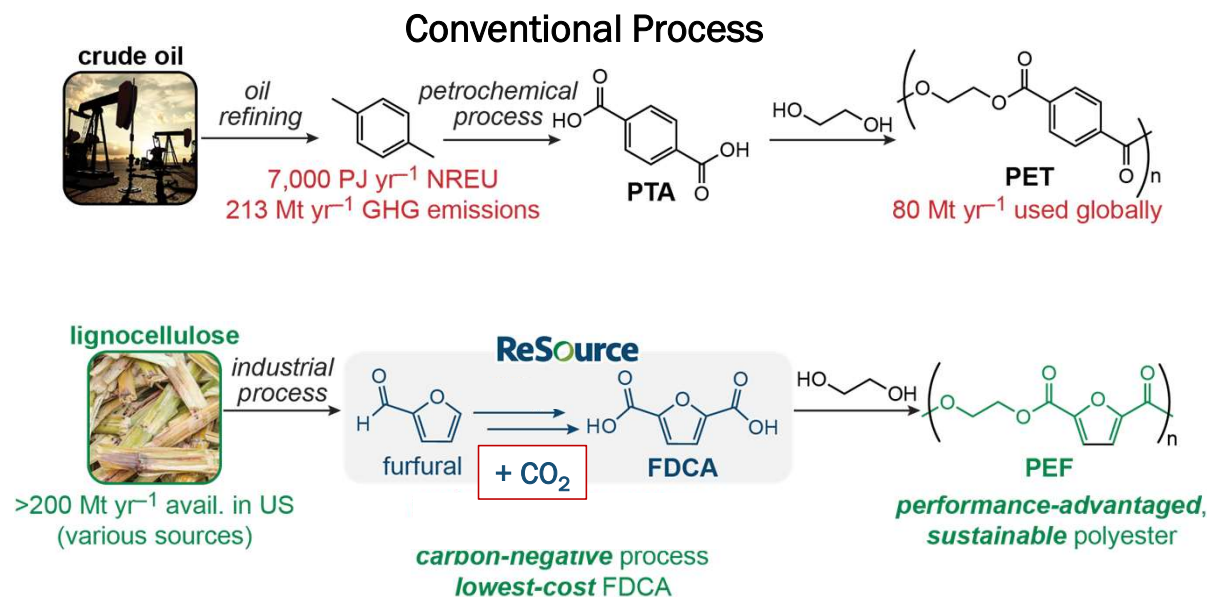 Conventional Process
crude oil
oil
refining
petrochemical
process
7,000 PJ yr⁻¹ NREU
213 Mt yr⁻¹ GHG emissions
O
HO
OH
O
PTA
HO
OH
O
O
O
O
n
PET
80 Mt yr⁻¹ used globally
lignocellulose
industrial
process
>200 Mt yr⁻¹ avail. in US
(various sources)
ReSource
O
H
O
furfural
+ CO₂
O
HO
O
O
OH
FDCA
carbon-negative process
lowest-cost FDCA
HO
OH
O
O
O
O
O
n
PEF
performance-advantaged,
sustainable polyester